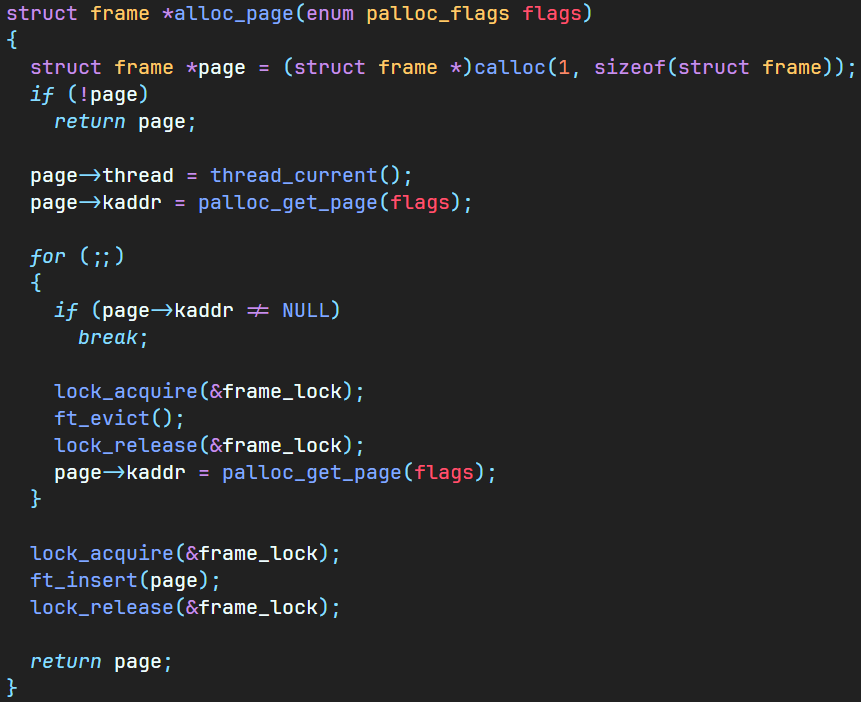 struct frame *alloc_page(enum palloc_flags flags)
{
  struct frame *page = (struct frame *)calloc(1, sizeof(struct frame));
  if (!page)
    return page;

  page->thread = thread_current();
  page->kaddr = palloc_get_page(flags);

  for (;;)
  {
    if (page->kaddr != NULL)
      break;

    lock_acquire(&frame_lock);
    ft_evict();
    lock_release(&frame_lock);
    page->kaddr = palloc_get_page(flags);
  }

  lock_acquire(&frame_lock);
  ft_insert(page);
  lock_release(&frame_lock);

  return page;
}